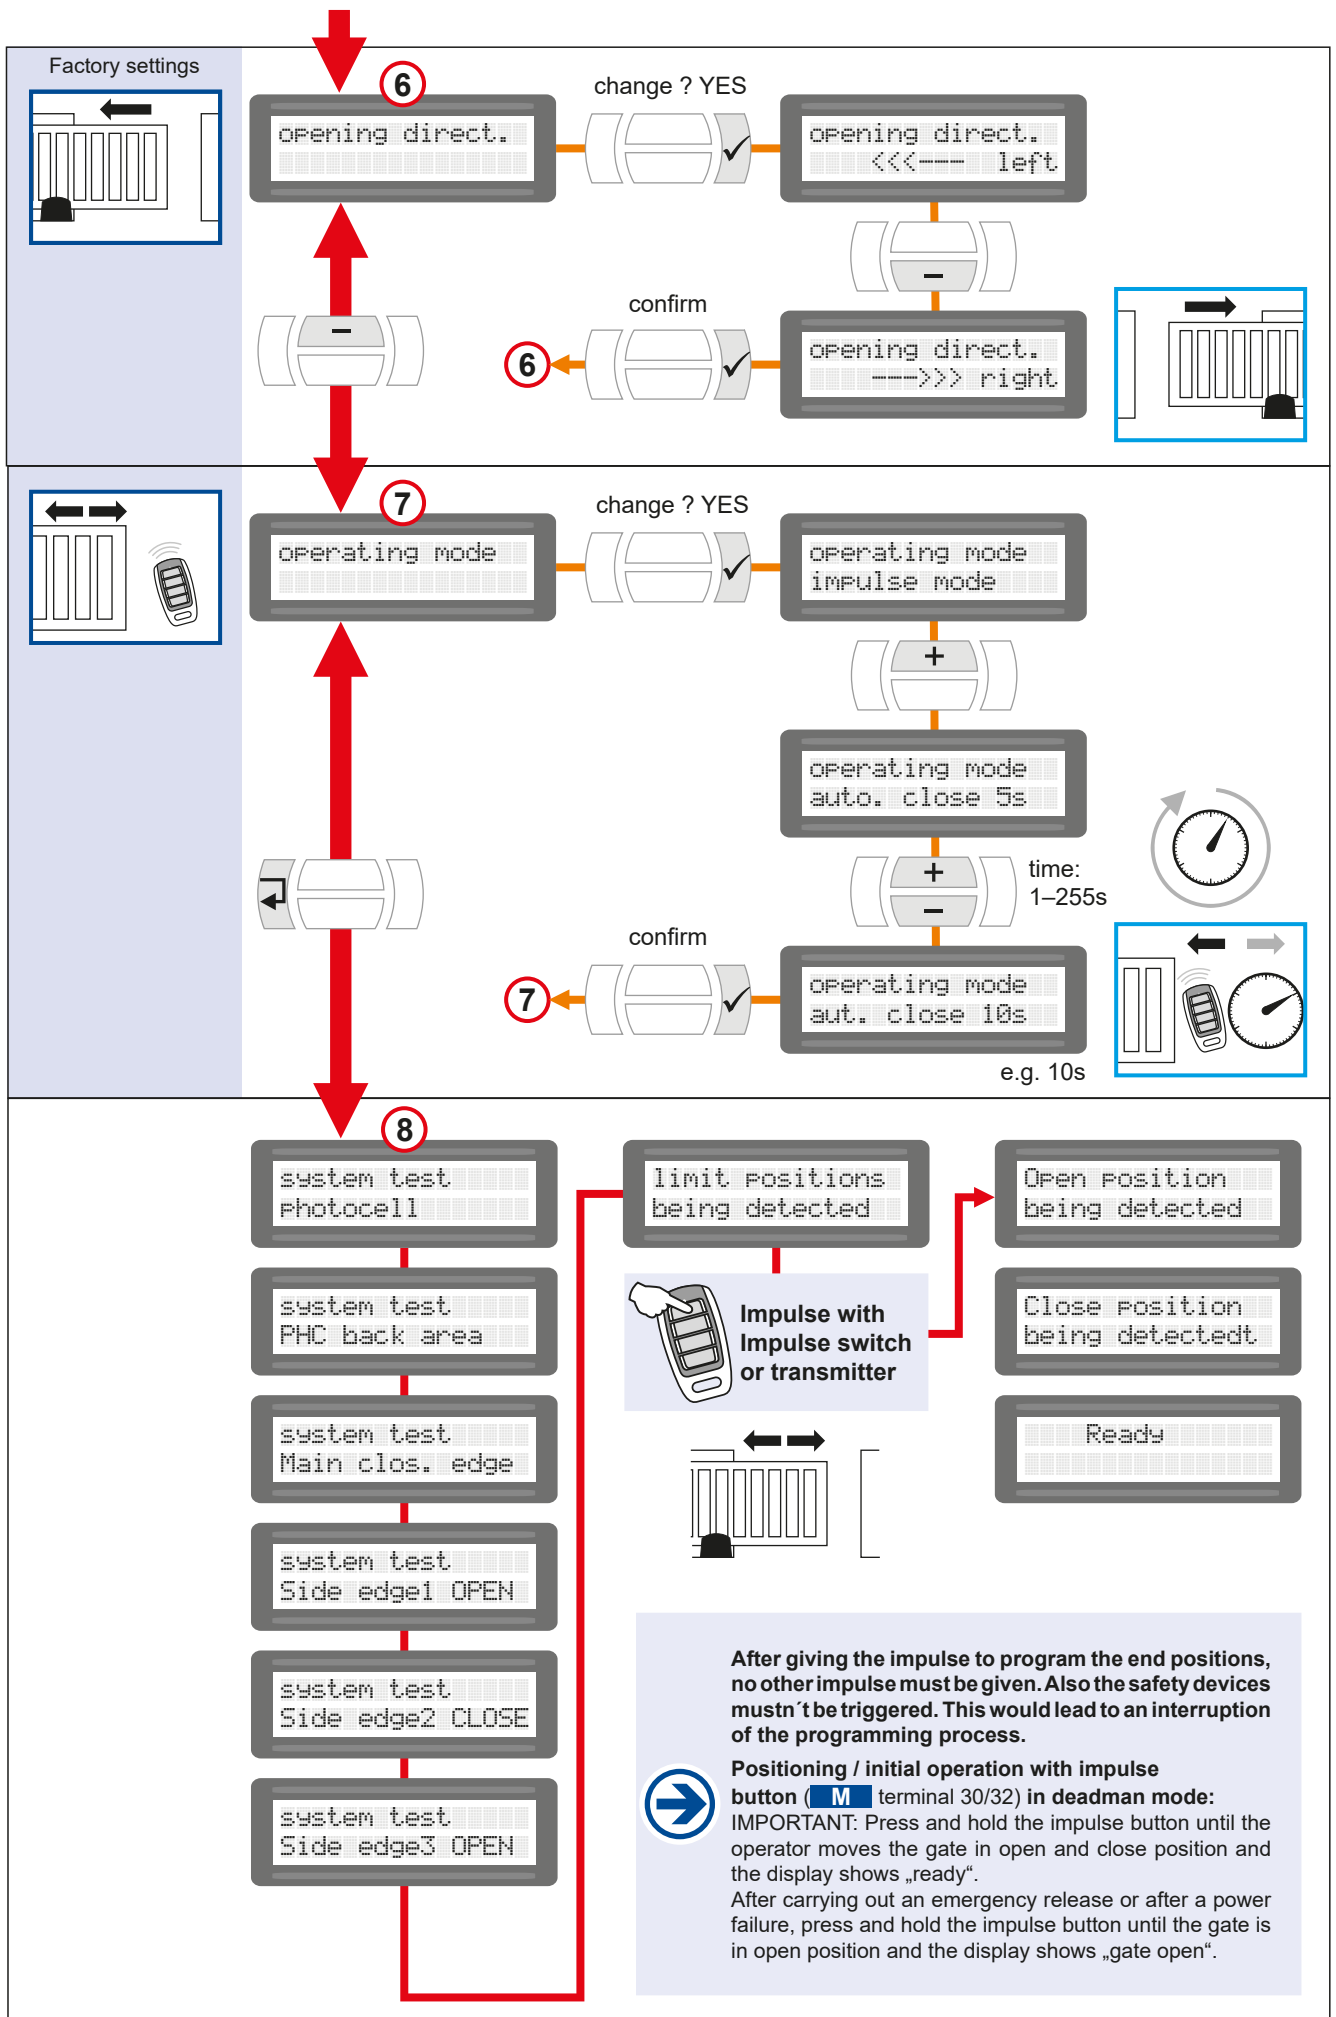 Factory settings
6
change ? YES
opening direct.
opening direct.
<<<--- left
−
−
confirm
6
opening direct.
--->>> right
7
change ? YES
operating mode
operating mode
impulse mode
+
operating mode
auto. close 5s
+
−
time:
1–255s
confirm
7
operating mode
aut. close 10s
e.g. 10s
8
system test
photocell
system test
PHC back area
system test
Main clos. edge
system test
Side edge1 OPEN
system test
Side edge2 CLOSE
system test
Side edge3 OPEN
limit positions
being detected
Impulse with
Impulse switch
or transmitter
Open position
being detected
Close position
being detectedt
Ready
After giving the impulse to program the end positions,
no other impulse must be given. Also the safety devices
mustn´t be triggered. This would lead to an interruption
of the programming process.
Positioning / initial operation with impulse
button ( M terminal 30/32) in deadman mode:
IMPORTANT: Press and hold the impulse button until the
operator moves the gate in open and close position and
the display shows „ready“.
After carrying out an emergency release or after a power
failure, press and hold the impulse button until the gate is
in open position and the display shows „gate open“.